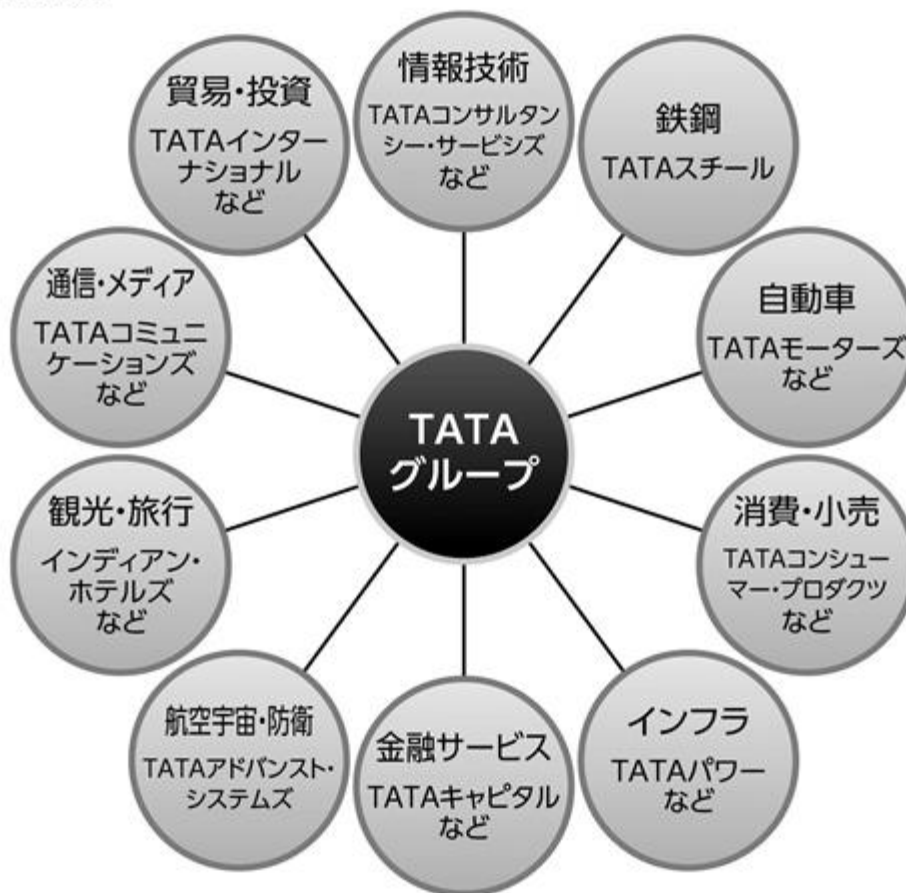 情報技術
TATAコンサルタン
シー・サービシズ
など
鉄鋼
TATAスチール
自動車
TATAモーターズ
など
消費・小売
TATAコンシュー
マー・プロダクツ
など
インフラ
TATAパワー
など
金融サービス
TATAキャピタル
など
航空宇宙・防衛
TATAアドバンスト・
システムズ
観光・旅行
インディアン・
ホテルズ
など
通信・メディア
TATAコミュニ
ケーションズ
など
貿易・投資
TATAインター
ナショナル
など
TATA
グループ